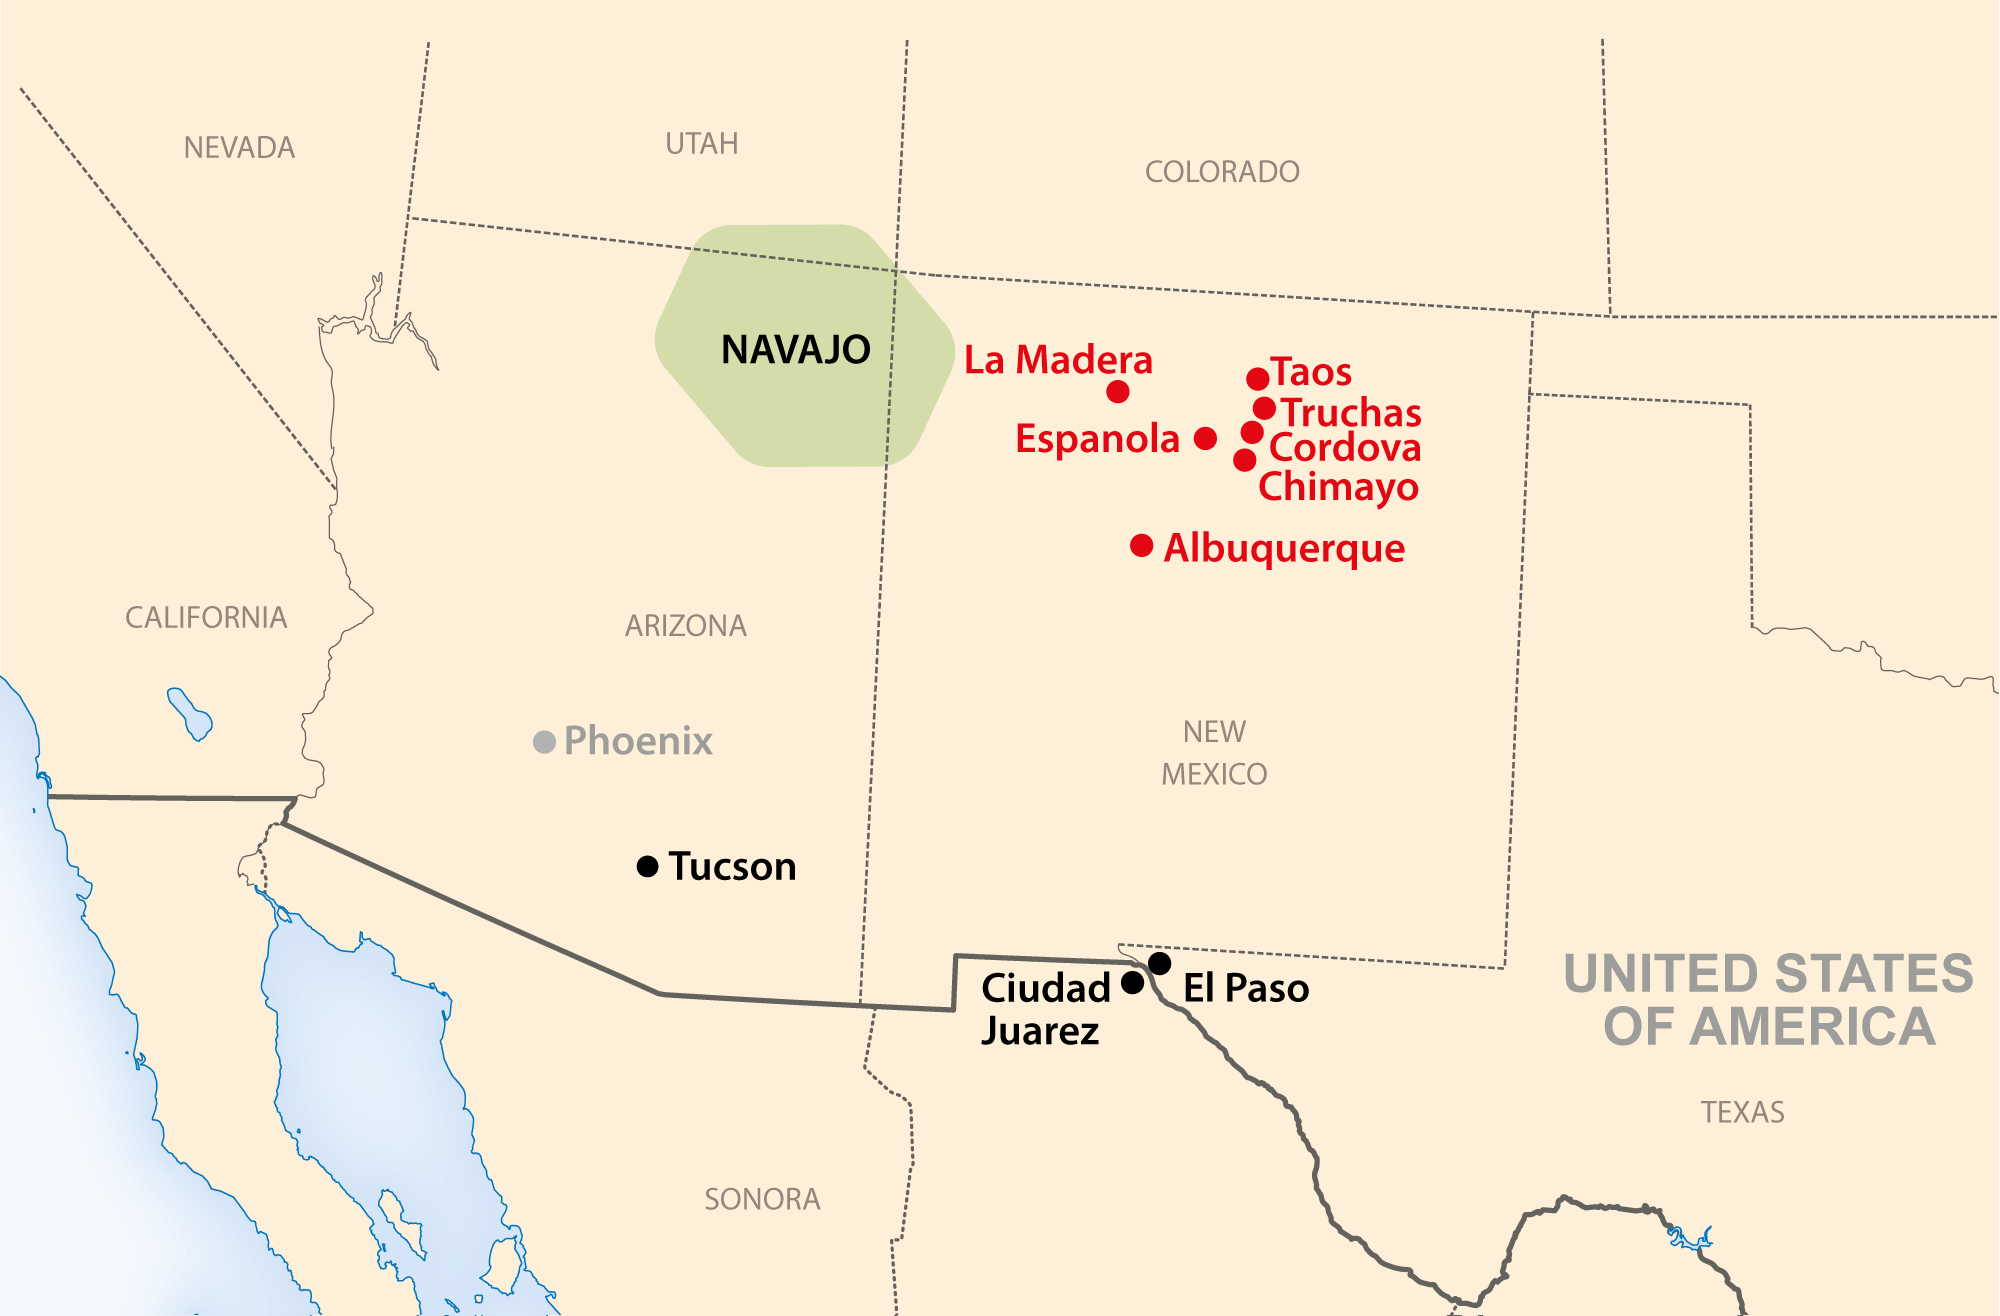 NEVADA
UTAH
COLORADO
NAVAJO
La Madera
Taos
Truchas
Espanola
Cordova
Chimayo
Albuquerque
CALIFORNIA
ARIZONA
NEW
MEXICO
Phoenix
Tucson
Ciudad
Juarez
El Paso
UNITED STATES
OF AMERICA
TEXAS
SONORA